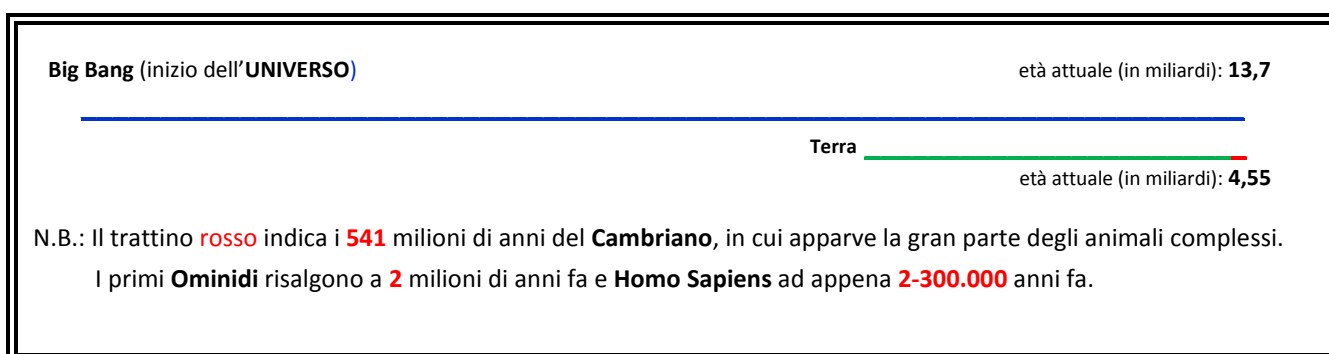 Big Bang (inizio dell'UNIVERSO) età attuale (in miliardi): 13,7
Terra
età attuale (in miliardi): 4,55
N.B.: Il trattino rosso indica i 541 milioni di anni del Cambriano, in cui apparve la gran parte degli animali complessi.
I primi Ominidi risalgono a 2 milioni di anni fa e Homo Sapiens ad appena 2-300.000 anni fa.